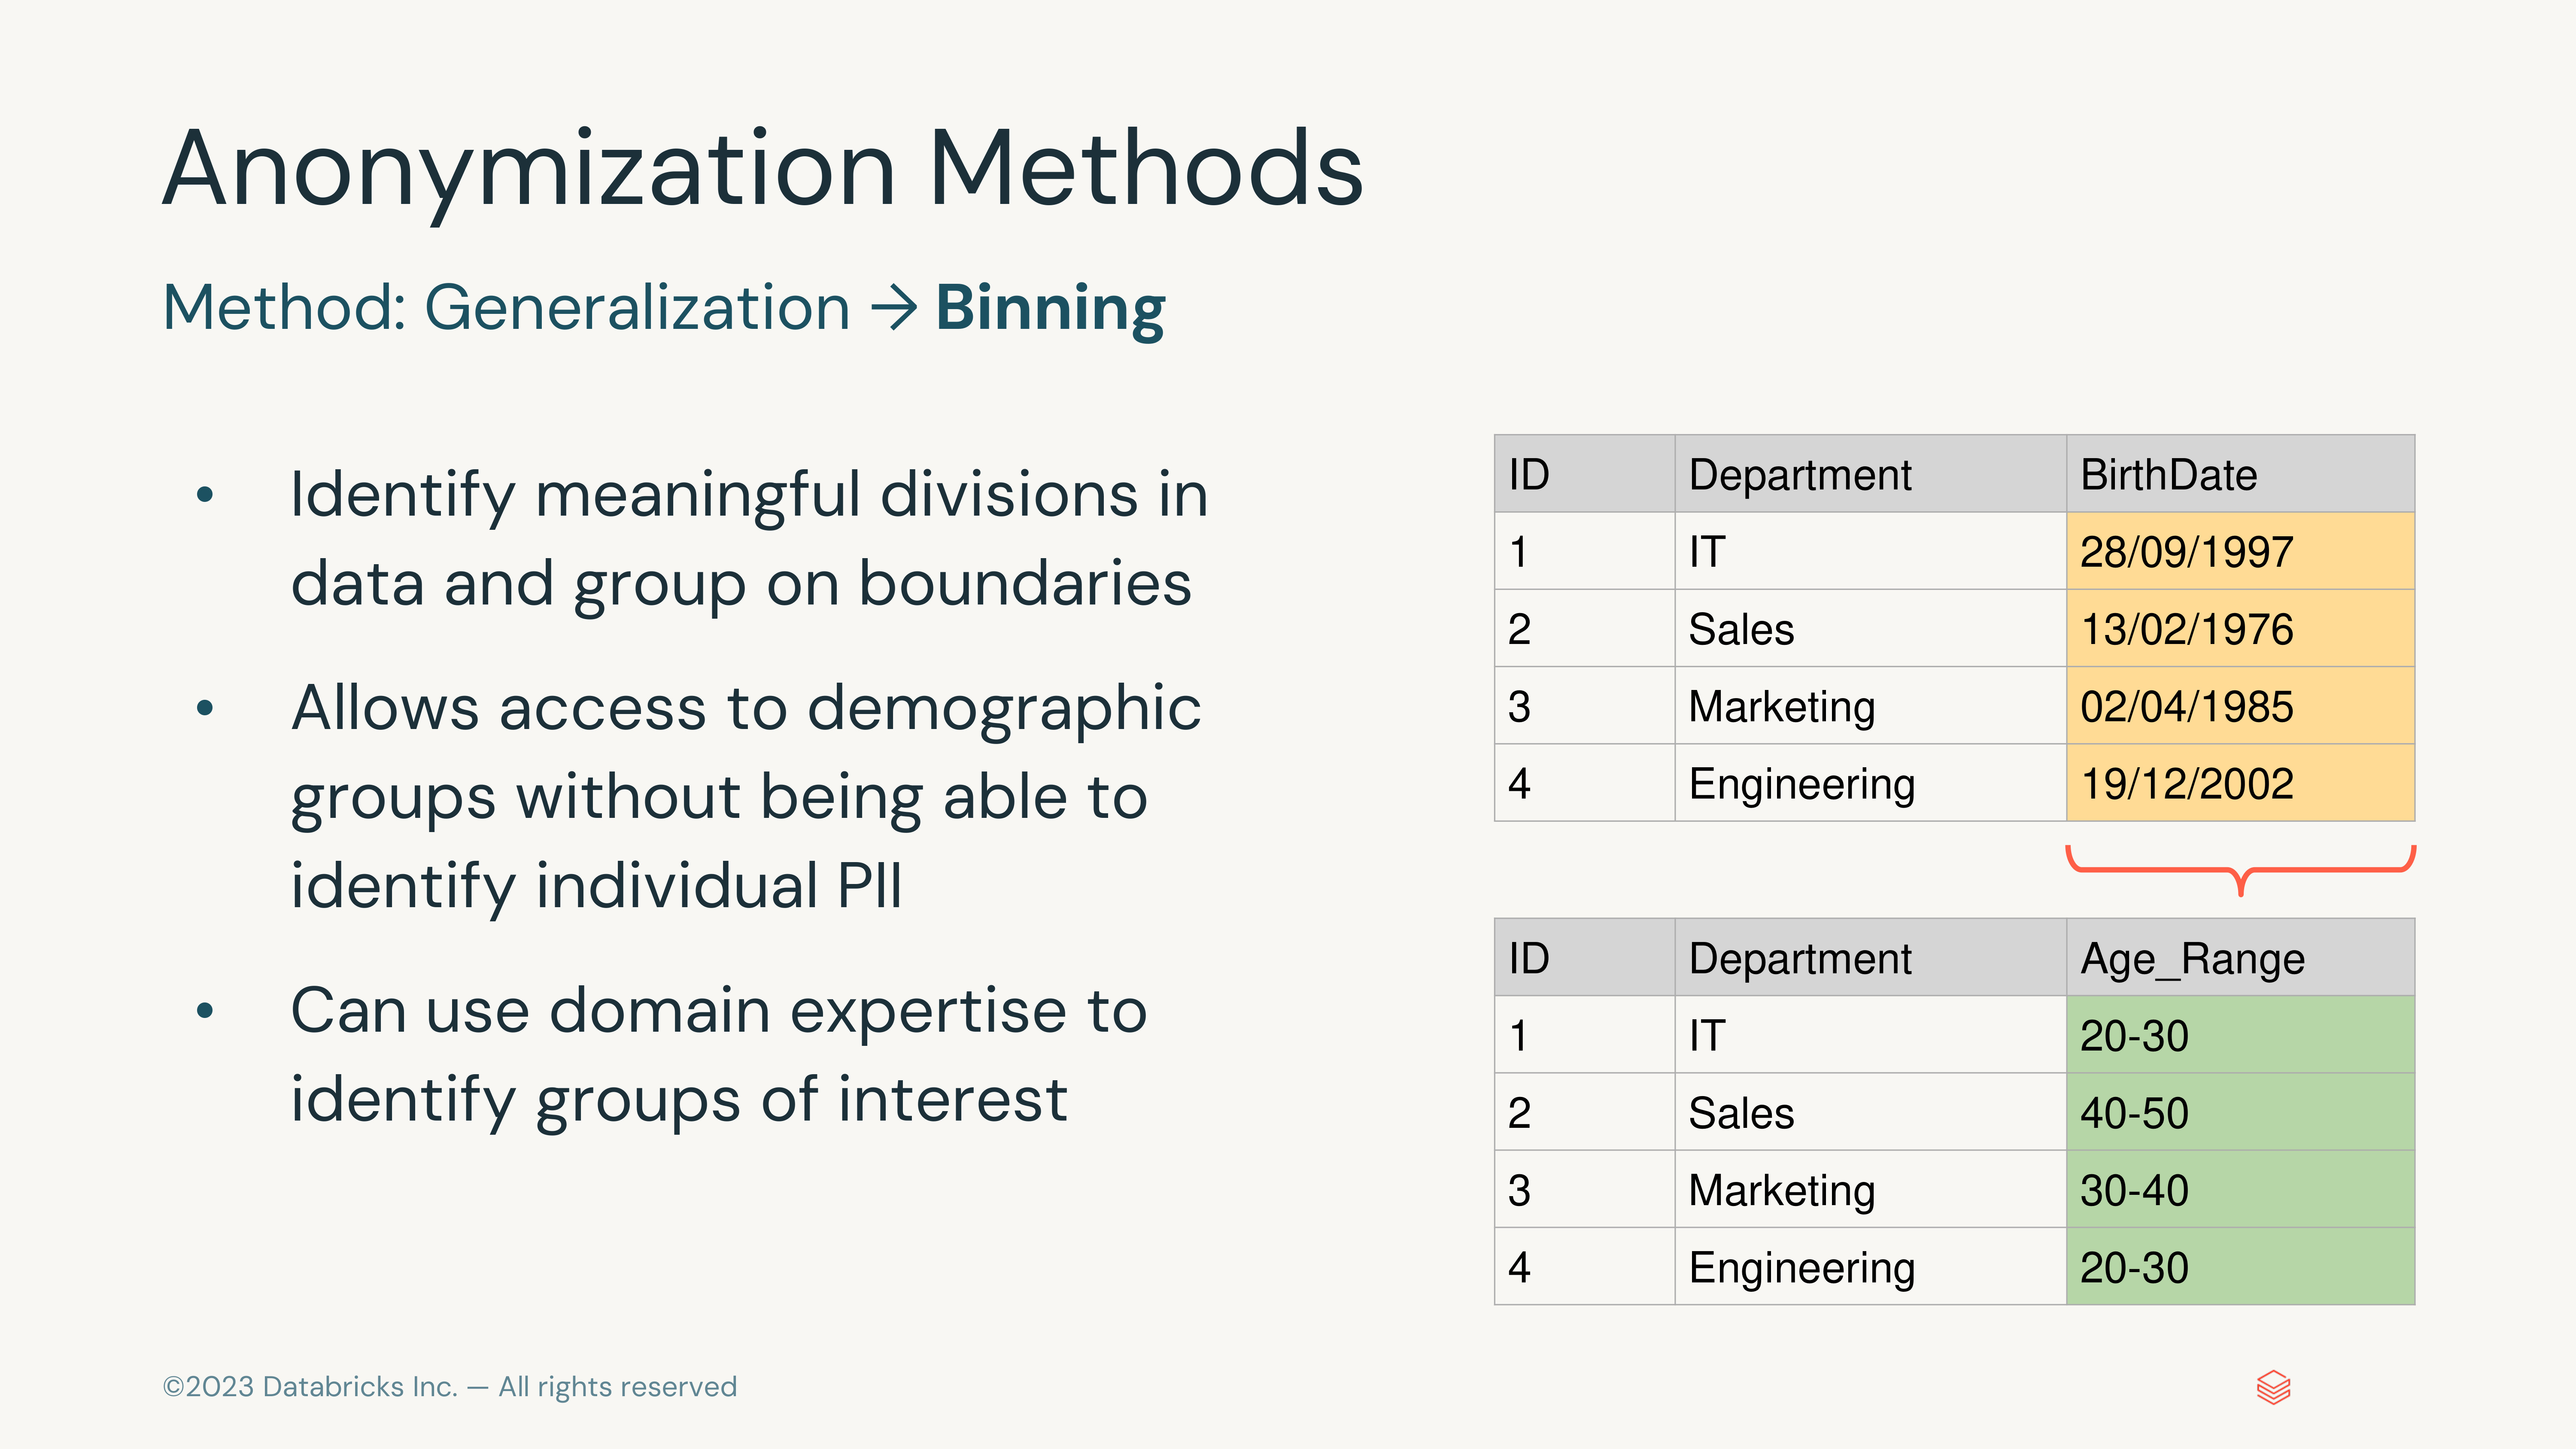 Anonymization Methods
Method: Generalization → Binning
• Identify meaningful divisions in
data and group on boundaries
• Allows access to demographic
groups without being able to
identify individual PII
• Can use domain expertise to
identify groups of interest
ID Department BirthDate
1 IT 28/09/1997
2 Sales 13/02/1976
3 Marketing 02/04/1985
4 Engineering 19/12/2002
ID Department Age_Range
1 IT 20-30
2 Sales 40-50
3 Marketing 30-40
4 Engineering 20-30
©2023 Databricks Inc. — All rights reserved